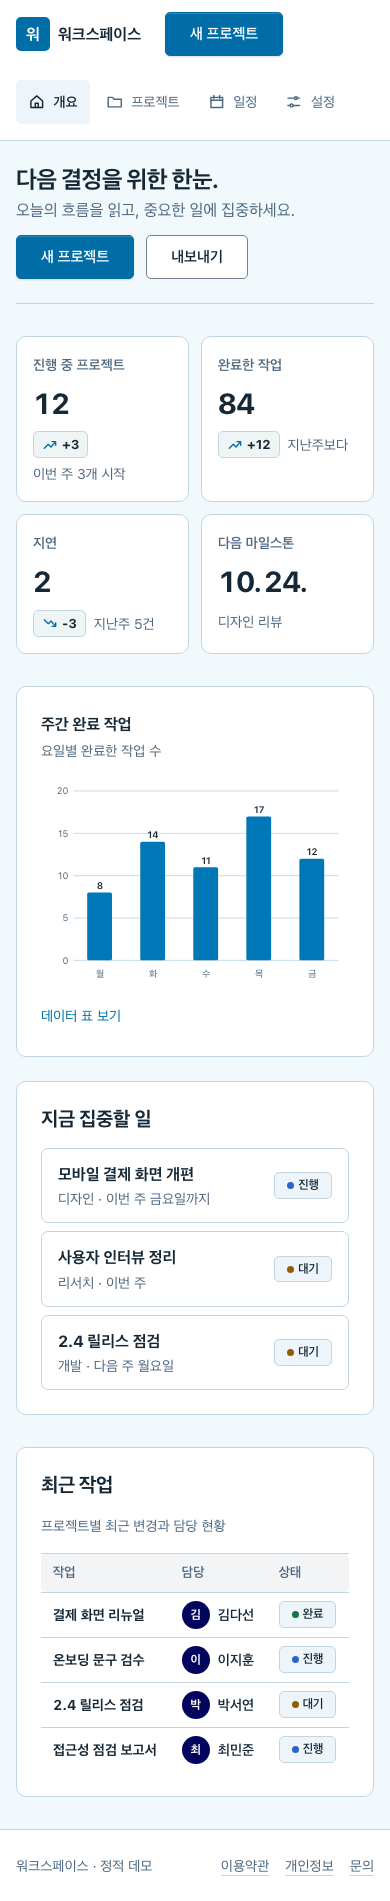 워 워크스페이스 새 프로젝트
개요 프로젝트 일정 설정
다음 결정을 위한 한눈.
오늘의 흐름을 읽고, 중요한 일에 집중하세요.
새 프로젝트 내보내기
진행 중 프로젝트
12
+3
이번 주 3개 시작
완료한 작업
84
+12 지난주보다
지연
2
-3 지난주 5건
다음 마일스톤
10.24.
디자인 리뷰
주간 완료 작업
요일별 완료한 작업 수
20
15
10
5
0
8
14
11
17
12
월 화 수 목 금
데이터 표 보기
지금 집중할 일
모바일 결제 화면 개편
디자인 · 이번 주 금요일까지
진행
사용자 인터뷰 정리
리서치 · 이번 주
대기
2.4 릴리스 점검
개발 · 다음 주 월요일
대기
최근 작업
프로젝트별 최근 변경과 담당 현황
작업 담당 상태
결제 화면 리뉴얼 김 김다선 완료
온보딩 문구 검수 이 이지훈 진행
2.4 릴리스 점검 박 박서연 대기
접근성 점검 보고서 최 최민준 진행
워크스페이스 · 정적 데모 이용약관 개인정보 문의